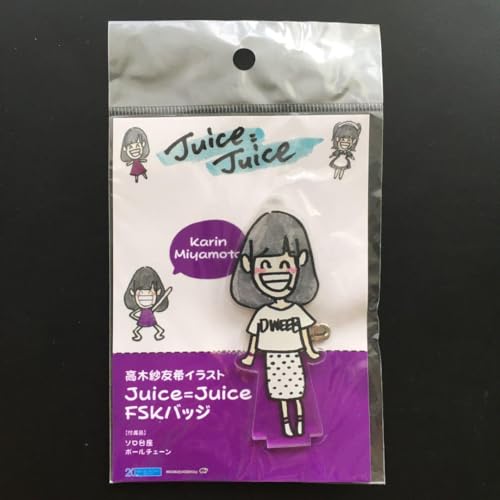 Juice=
Juice
Karin
Miyamoto
DWEEB
高木紗友希イラスト
Juice=Juice
FSKバッジ
【付属品】
ソロ台座
ボールチェーン
20